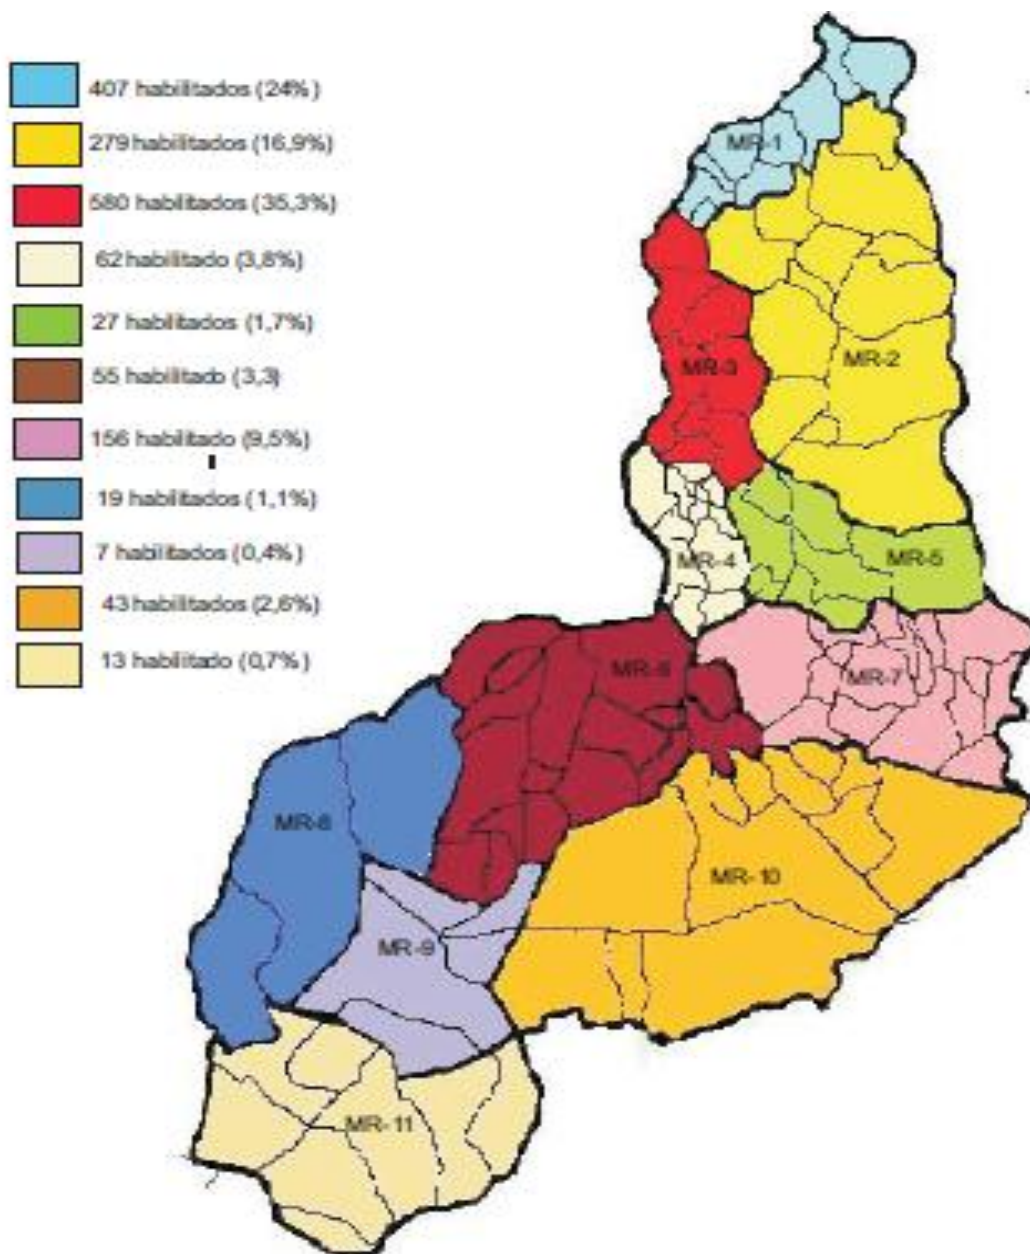 407 habilitados (24%)
279 habilitados (16,9%)
580 habilitados (35,3%)
62 habilitado (3,8%)
27 habilitados (1,7%)
55 habilitado (3,3)
156 habilitado (9,5%)
19 habilitados (1,1%)
7 habilitados (0,4%)
43 habilitados (2,6%)
13 habilitado (0,7%)
MR-1
MR-2
MR-3
MR-4
MR-5
MR-6
MR-7
MR-8
MR-9
MR-10
MR-11